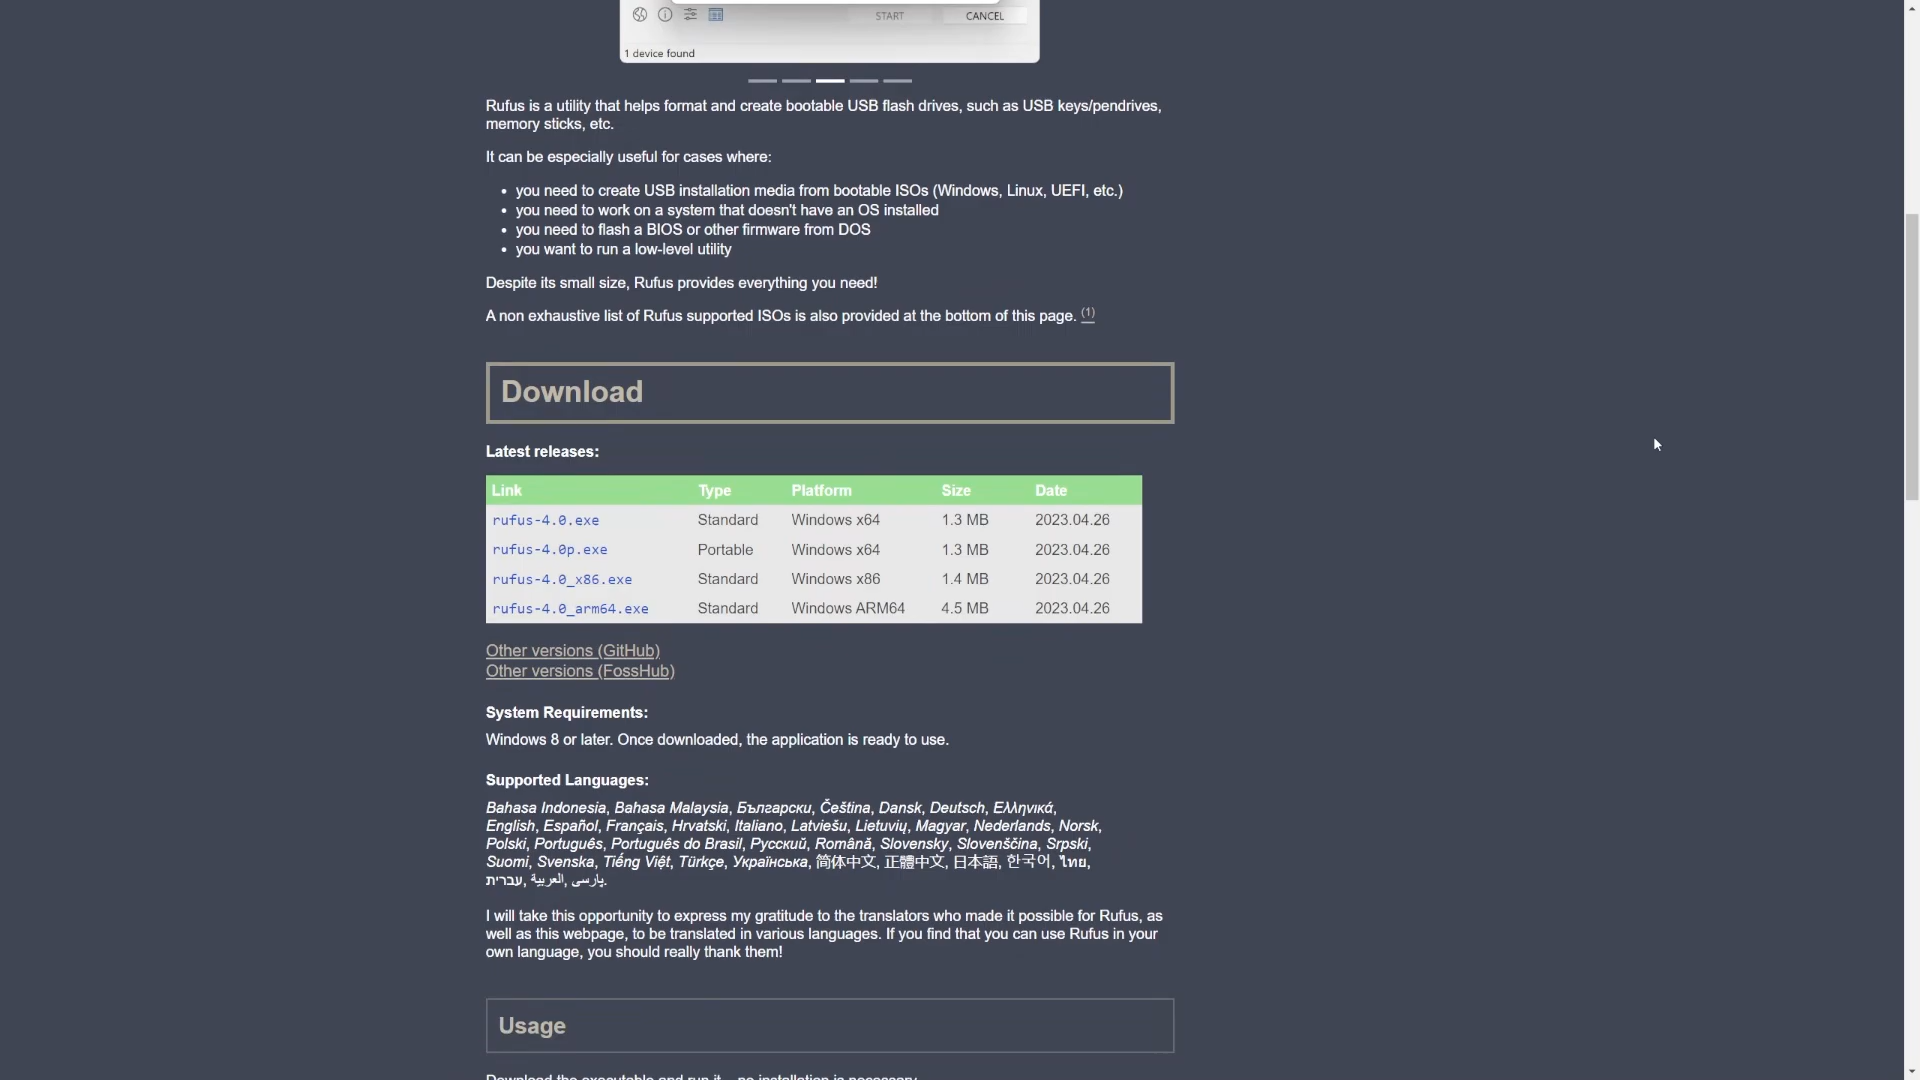 START CANCEL
1 device found
Rufus is a utility that helps format and create bootable USB flash drives, such as USB keys/pendrives,
memory sticks, etc.
It can be especially useful for cases where:
• you need to create USB installation media from bootable ISOs (Windows, Linux, UEFI, etc.)
• you need to work on a system that doesn't have an OS installed
• you need to flash a BIOS or other firmware from DOS
• you want to run a low-level utility
Despite its small size, Rufus provides everything you need!
A non exhaustive list of Rufus supported ISOs is also provided at the bottom of this page. (1)
Download
Latest releases:
Link Type Platform Size Date
rufus-4.0.exe Standard Windows x64 1.3 MB 2023.04.26
rufus-4.0p.exe Portable Windows x64 1.3 MB 2023.04.26
rufus-4.0_x86.exe Standard Windows x86 1.4 MB 2023.04.26
rufus-4.0_arm64.exe Standard Windows ARM64 4.5 MB 2023.04.26
Other versions (GitHub)
Other versions (FossHub)
System Requirements:
Windows 8 or later. Once downloaded, the application is ready to use.
Supported Languages:
Bahasa Indonesia, Bahasa Malaysia, Български, Čeština, Dansk, Deutsch, Ελληνικά,
English, Español, Français, Hrvatski, Italiano, Latviešu, Lietuvių, Magyar, Nederlands, Norsk,
Polski, Português, Português do Brasil, Русский, Română, Slovensky, Slovenščina, Srpski,
Suomi, Svenska, Tiếng Việt, Türkçe, Українська, 简体中文, 正體中文, 日本語, 한국어, ไทย,
עברית, العربية, پارسی.
I will take this opportunity to express my gratitude to the translators who made it possible for Rufus, as
well as this webpage, to be translated in various languages. If you find that you can use Rufus in your
own language, you should really thank them!
Usage
Download the executable and run it – no installation is necessary.